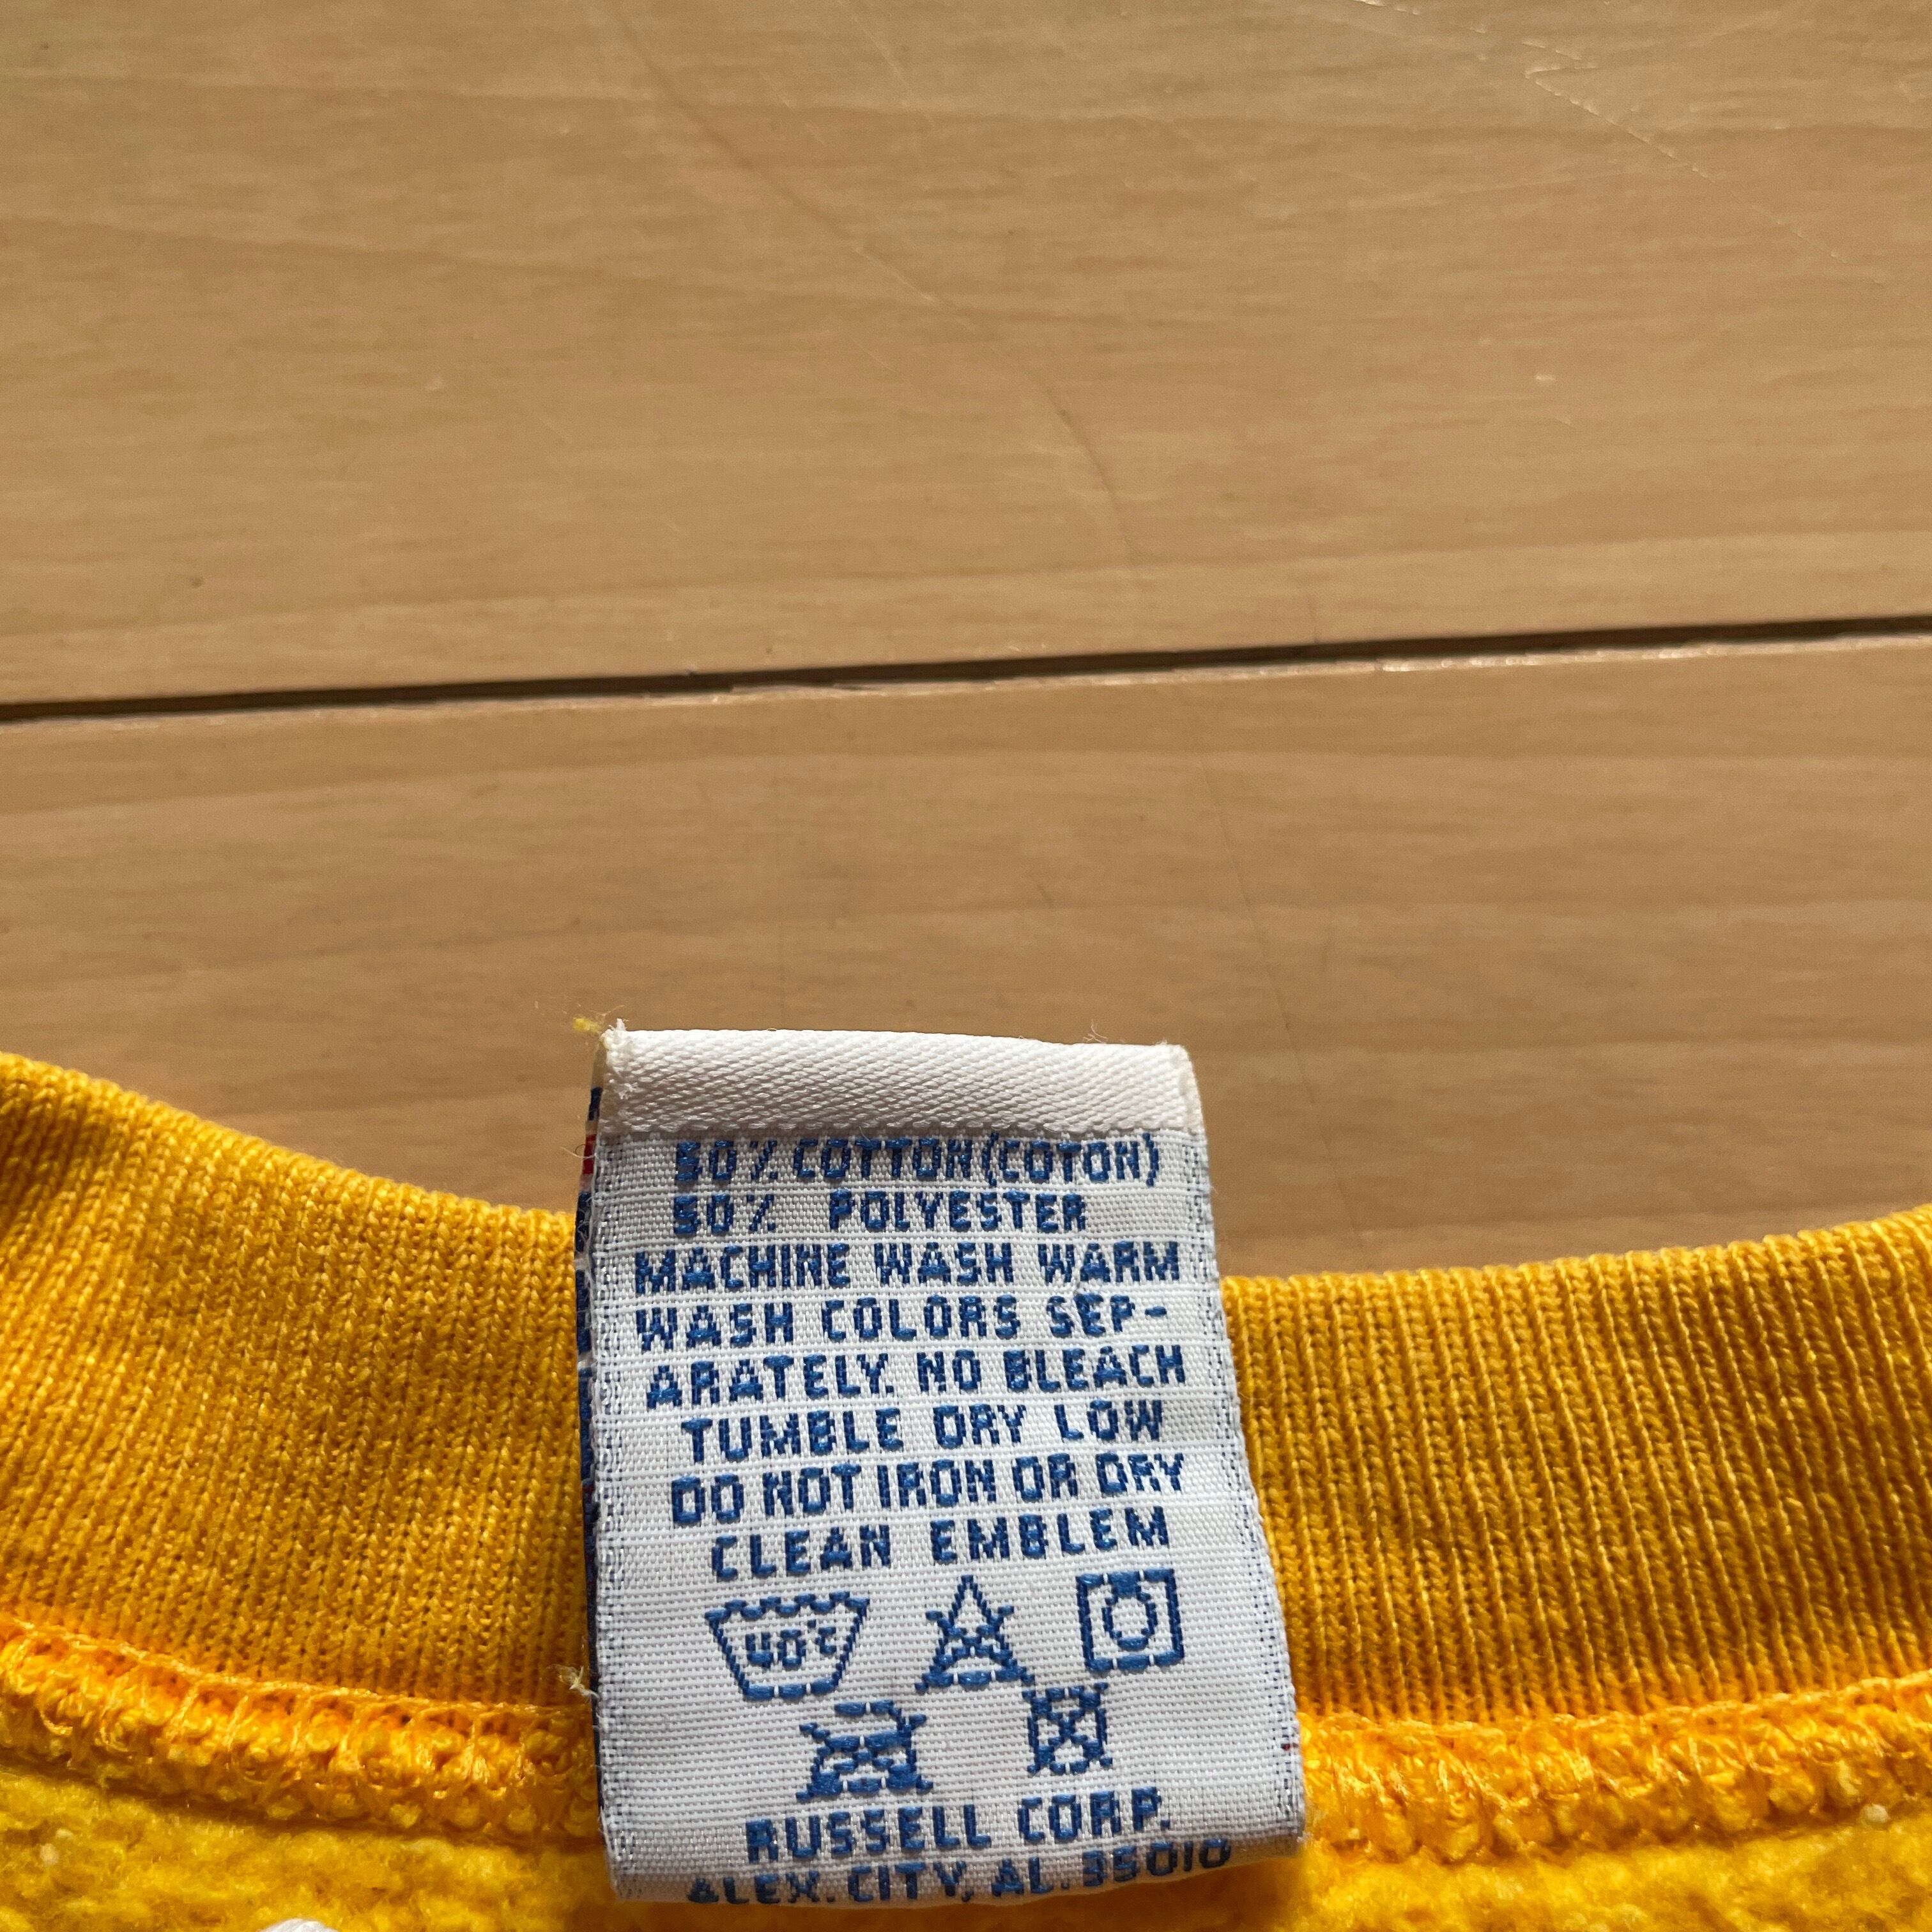 50% COTTON (COTON)
50% POLYESTER
MACHINE WASH WARM
WASH COLORS SEP-
ARATELY. NO BLEACH
TUMBLE DRY LOW
DO NOT IRON OR DRY
CLEAN EMBLEM
40°C
RUSSELL CORP.
ALEX. CITY, AL. 35010